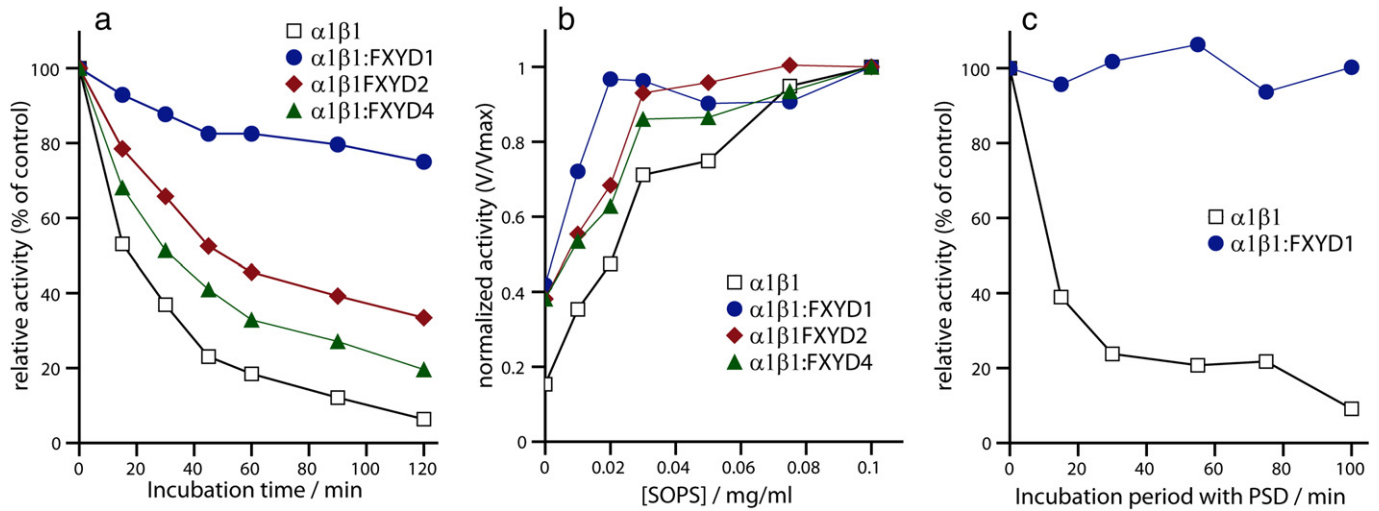 a
α1β1
α1β1:FXYD1
α1β1FXYD2
α1β1:FXYD4
relative activity (% of control)
100
80
60
40
20
0
0 20 40 60 80 100 120
Incubation time / min
b
normalized activity (V/Vmax)
1
0.8
0.6
0.4
0.2
0
α1β1
α1β1:FXYD1
α1β1FXYD2
α1β1:FXYD4
0 0.02 0.04 0.06 0.08 0.1
[SOPS] / mg/ml
c
relative activity (% of control)
100
80
60
40
20
0
α1β1
α1β1:FXYD1
0 20 40 60 80 100
Incubation period with PSD / min